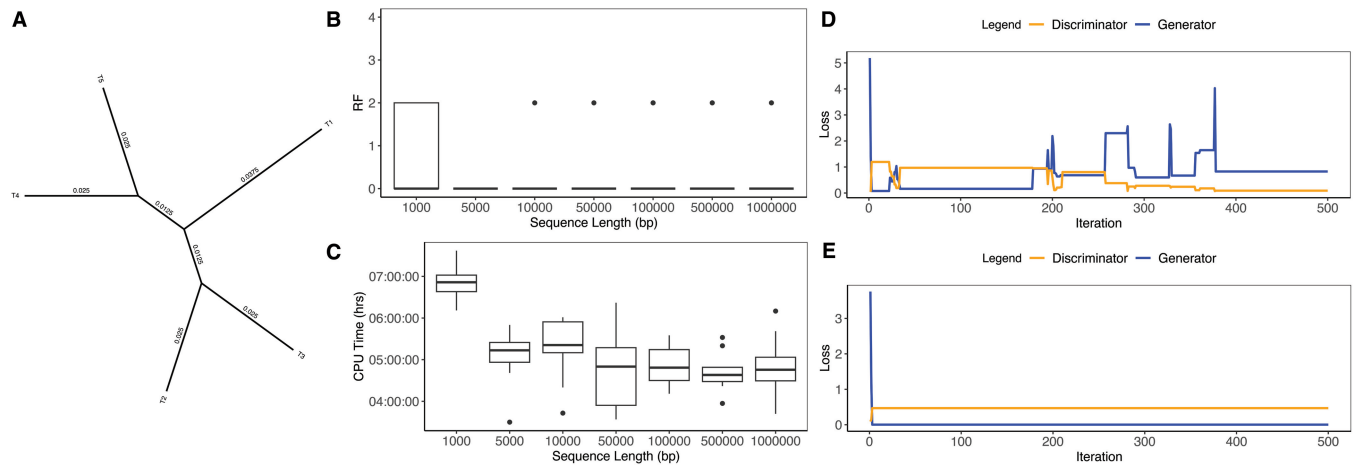 A
T5
T1
T4
T3
T2
0.025
0.0375
0.025
0.0125
0.0125
0.025
0.025
B
4
3
2
1
0
RF
1000 5000 10000 50000 100000 500000 1000000
Sequence Length (bp)
C
07:00:00
06:00:00
05:00:00
04:00:00
CPU Time (hrs)
1000 5000 10000 50000 100000 500000 1000000
Sequence Length (bp)
D
Legend Discriminator Generator
5
4
3
2
1
0
Loss
0 100 200 300 400 500
Iteration
E
Legend Discriminator Generator
3
2
1
0
Loss
0 100 200 300 400 500
Iteration